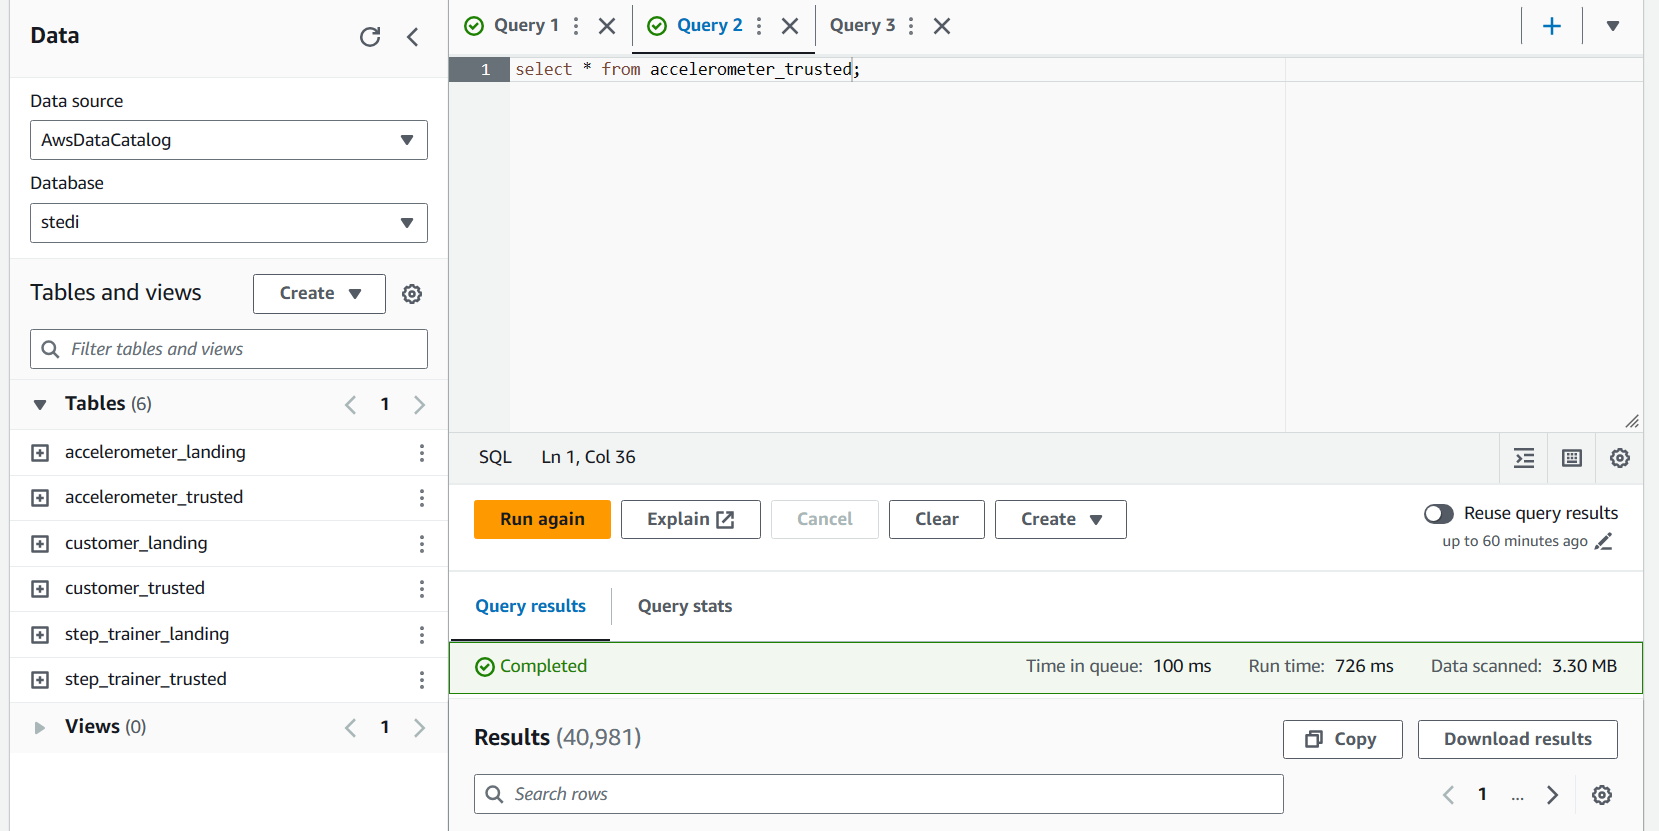 Data
Data source
AwsDataCatalog
Database
stedi
Tables and views
Create
Filter tables and views
Tables (6)
1
accelerometer_landing
accelerometer_trusted
customer_landing
customer_trusted
step_trainer_landing
step_trainer_trusted
Views (0)
1
Query 1
Query 2
Query 3
1 select * from accelerometer_trusted;
SQL Ln 1, Col 36
Run again
Explain
Cancel
Clear
Create
Reuse query results
up to 60 minutes ago
Query results
Query stats
Completed
Time in queue: 100 ms
Run time: 726 ms
Data scanned: 3.30 MB
Results (40,981)
Copy
Download results
Search rows
1 ...